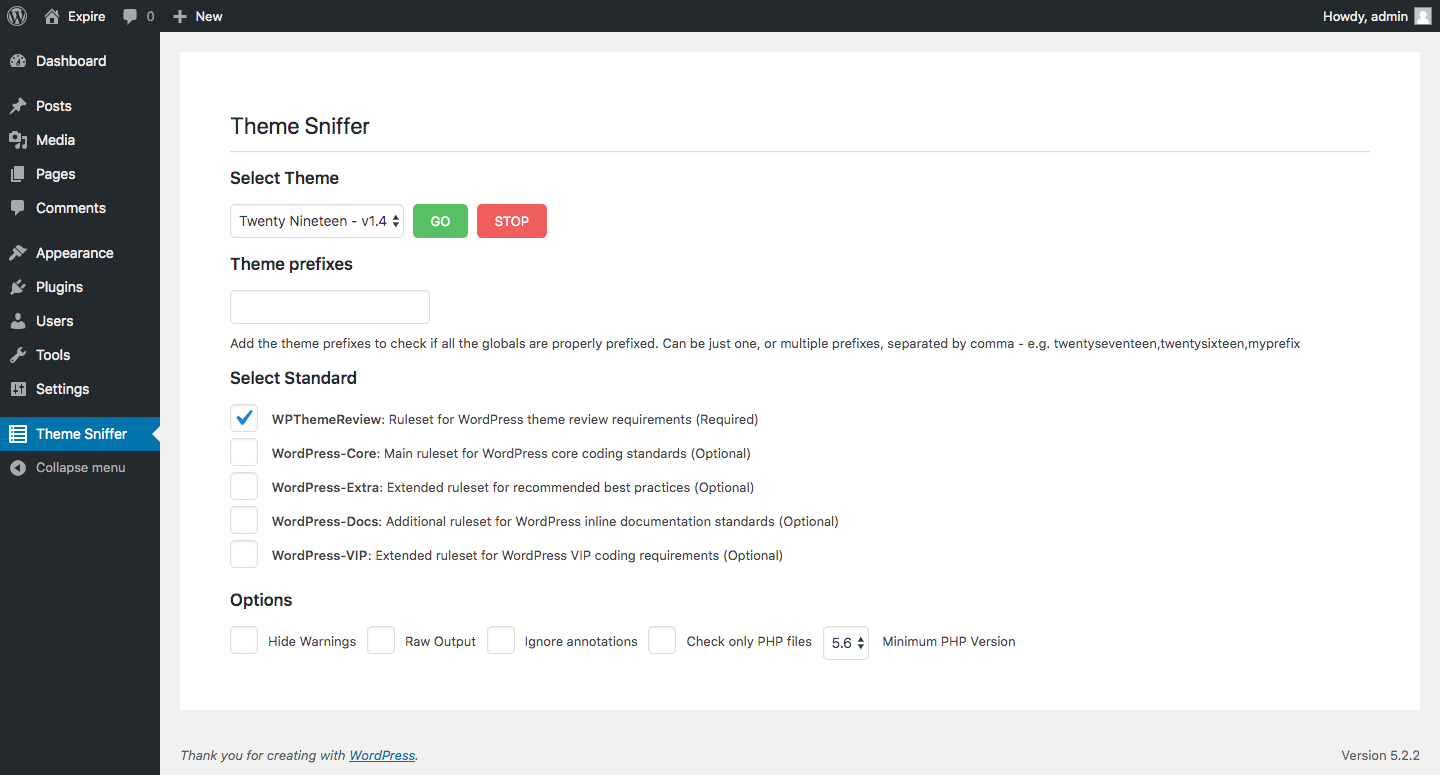 Expire 0 New Howdy, admin
Dashboard
Posts
Media
Pages
Comments
Appearance
Plugins
Users
Tools
Settings
Theme Sniffer
Collapse menu
Theme Sniffer
Select Theme
Twenty Nineteen - v1.4 GO STOP
Theme prefixes
Add the theme prefixes to check if all the globals are properly prefixed. Can be just one, or multiple prefixes, separated by comma - e.g. twentyseventeen,twentysixteen,myprefix
Select Standard
WPThemeReview: Ruleset for WordPress theme review requirements (Required)
WordPress-Core: Main ruleset for WordPress core coding standards (Optional)
WordPress-Extra: Extended ruleset for recommended best practices (Optional)
WordPress-Docs: Additional ruleset for WordPress inline documentation standards (Optional)
WordPress-VIP: Extended ruleset for WordPress VIP coding requirements (Optional)
Options
Hide Warnings Raw Output Ignore annotations Check only PHP files 5.6 Minimum PHP Version
Thank you for creating with WordPress. Version 5.2.2